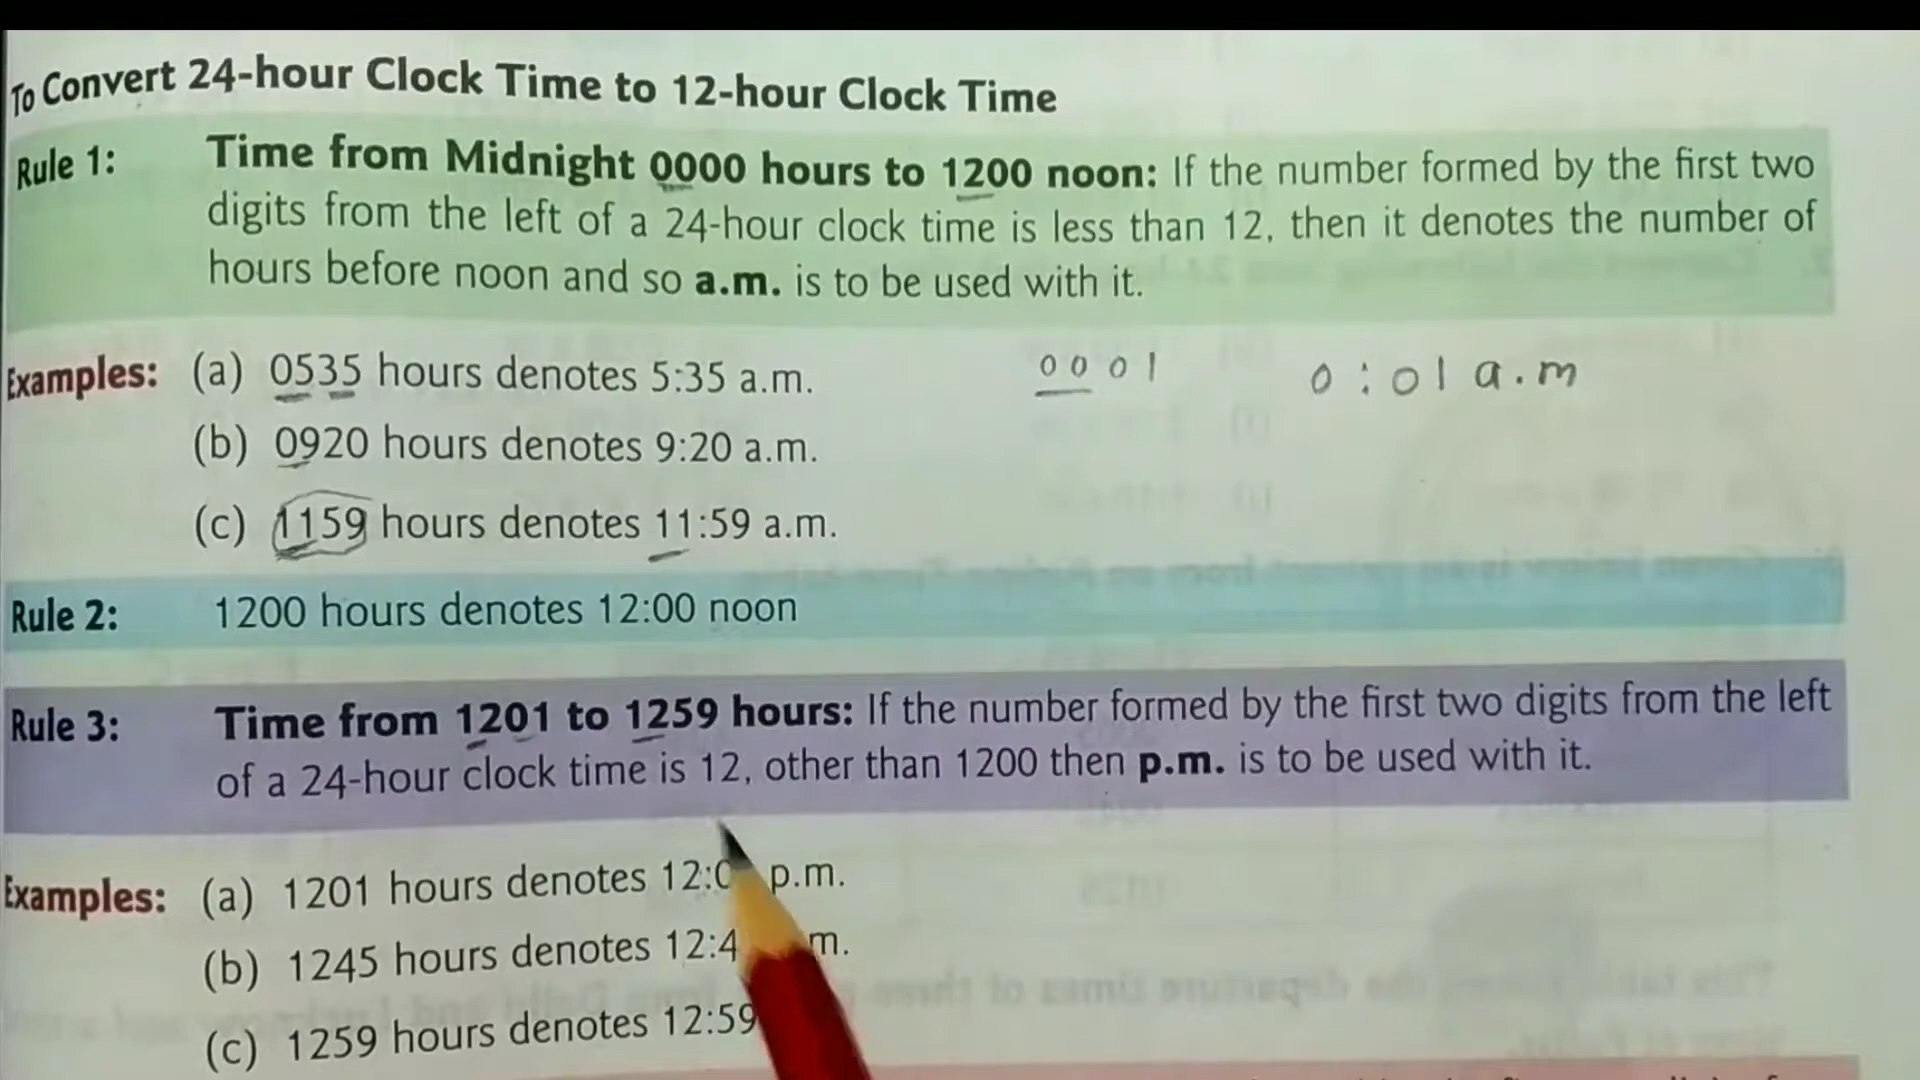 To Convert 24-hour Clock Time to 12-hour Clock Time
Rule 1: Time from Midnight 0000 hours to 1200 noon: If the number formed by the first two
digits from the left of a 24-hour clock time is less than 12, then it denotes the number of
hours before noon and so a.m. is to be used with it.
Examples: (a) 0535 hours denotes 5:35 a.m. 0001 0:01 a.m
(b) 0920 hours denotes 9:20 a.m.
(c) 1159 hours denotes 11:59 a.m.
Rule 2: 1200 hours denotes 12:00 noon
Rule 3: Time from 1201 to 1259 hours: If the number formed by the first two digits from the left
of a 24-hour clock time is 12, other than 1200 then p.m. is to be used with it.
Examples: (a) 1201 hours denotes 12:0 p.m.
(b) 1245 hours denotes 12:4 m.
(c) 1259 hours denotes 12:59